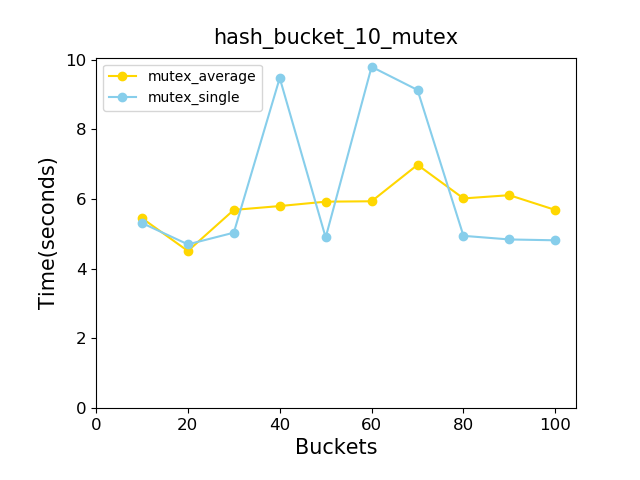 hash_bucket_10_mutex
mutex_average
mutex_single
Time(seconds)
10
8
6
4
2
0
0 20 40 60 80 100
Buckets